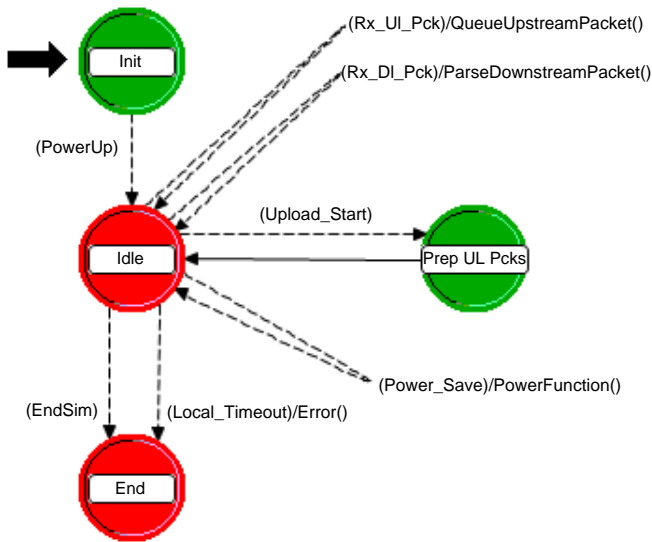 (Rx_Ul_Pck)/QueueUpstreamPacket()
Init
(Rx_Dl_Pck)/ParseDownstreamPacket()
(PowerUp)
(Upload_Start)
Idle
Prep UL Pcks
(Power_Save)/PowerFunction()
(EndSim)
(Local_Timeout)/Error()
End